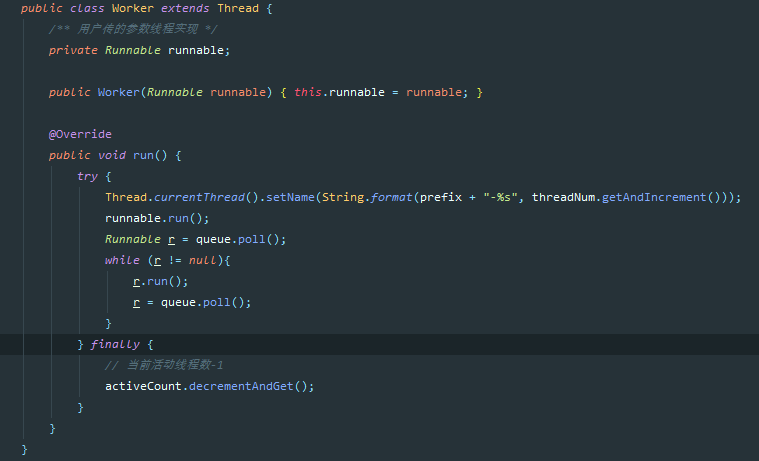 public class Worker extends Thread {
/** 用户传的参数线程实现 */
private Runnable runnable;
public Worker(Runnable runnable) { this.runnable = runnable; }
@Override
public void run() {
try {
Thread.currentThread().setName(String.format(prefix + "-%s", threadNum.getAndIncrement()));
runnable.run();
Runnable r = queue.poll();
while (r != null){
r.run();
r = queue.poll();
}
} finally {
// 当前活动线程数-1
activeCount.decrementAndGet();
}
}
}